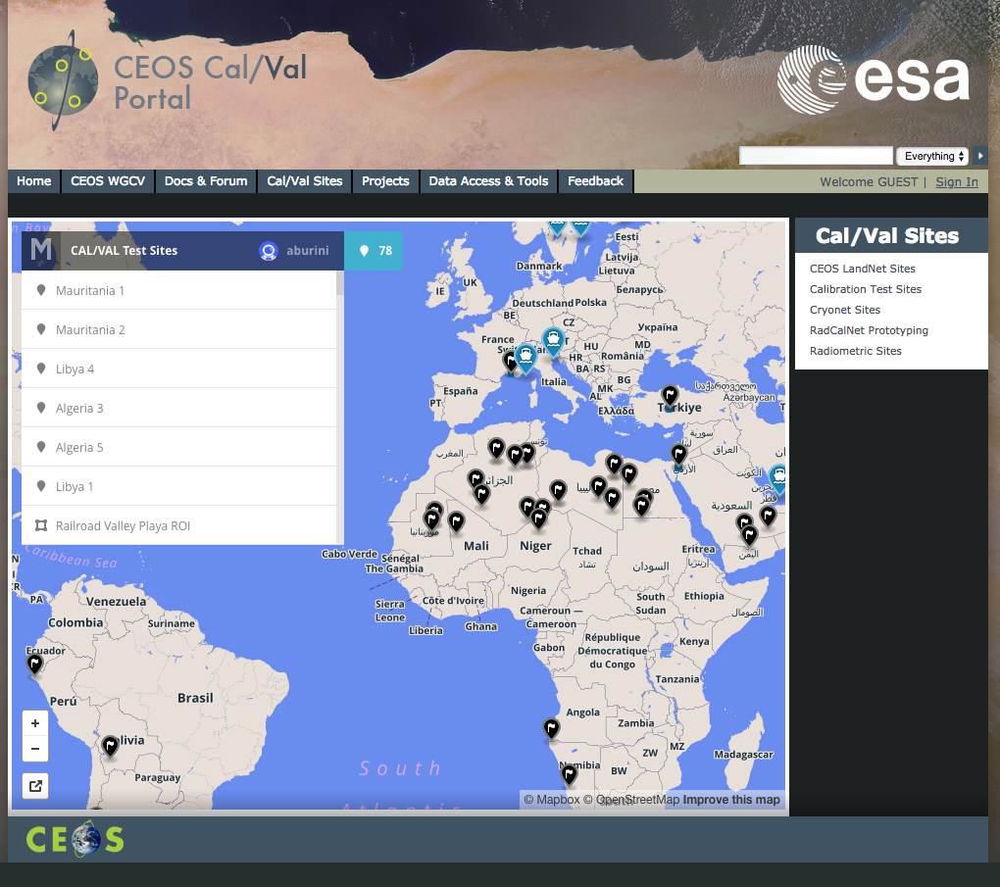 CEOS Cal/Val
Portal
esa
Everything
Home
CEOS WGCV
Docs & Forum
Cal/Val Sites
Projects
Data Access & Tools
Feedback
Welcome GUEST |
Sign In
M
CAL/VAL Test Sites
aburini
78
Mauritania 1
Mauritania 2
Libya 4
Algeria 3
Algeria 5
Libya 1
Railroad Valley Playa ROI
Cal/Val Sites
CEOS LandNet Sites
Calibration Test Sites
Cryonet Sites
RadCalNet Prototyping
Radiometric Sites
Eesti
Latvija
Lietuva
Danmark
UK
IE
Беларусь
Deutschland
Polska
BE
CZ
Україна
France
HU
MD
HR
România
BA
RS
BG
Italia
MK
AL
España
PT
Ελλάδα
Türkiye
საქართველო
Azərbaycan
سورية
العراق
تونس
المغرب
الجزائر
ليبيا
مصر
الأردن
الكويت
قطر
السعودية
موريتانيا
اليمن
Mali
Niger
Tchad
تشاد
السودان
Eritrea
إرتريا
Cabo Verde
Sénégal
The Gambia
Caribbean Sea
Nigeria
South
Sudan
Ethiopia
الصومال
Sierra
Leone
Côte d'Ivoire
Liberia
Ghana
Cameroun —
Cameroon
Gabon
République
Démocratique
du Congo
Kenya
Tanzania
PA
Venezuela
Colombia
Suriname
Ecuador
Perú
Brasil
Bolivia
Paraguay
Angola
Zambia
ZW
MZ
Madagascar
Namibia
BW
South
Atlantic
+
−
© Mapbox © OpenStreetMap Improve this map
CEOS